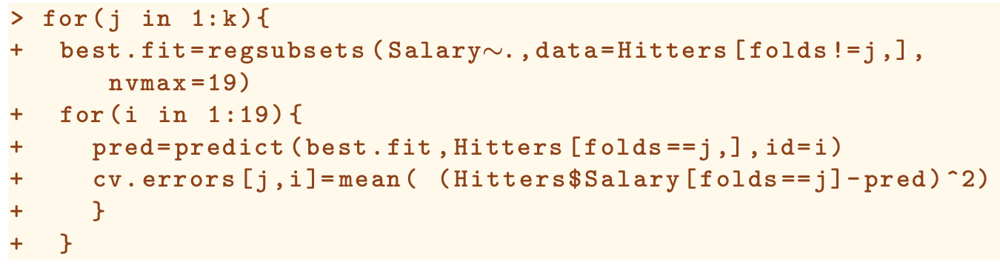 > for(j in 1:k){
+   best.fit=regsubsets(Salary∼.,data=Hitters[folds!=j,],
      nvmax=19)
+   for(i in 1:19){
+     pred=predict(best.fit,Hitters[folds==j,],id=i)
+     cv.errors[j,i]=mean( (Hitters$Salary[folds==j]-pred)^2)
+     }
+   }